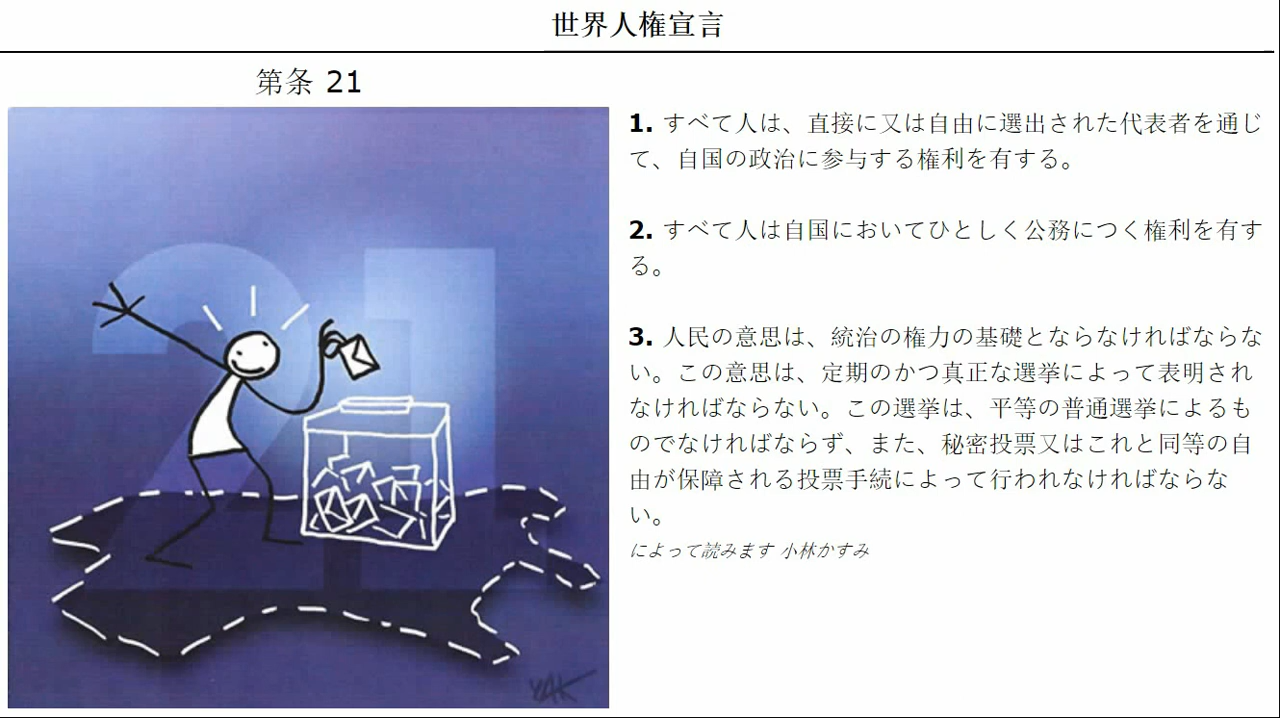 世界人権宣言
第条 21
1. すべて人は、直接に又は自由に選出された代表者を通じ
て、自国の政治に参与する権利を有する。
2. すべて人は自国においてひとしく公務につく権利を有す
る。
3. 人民の意思は、統治の権力の基礎とならなければならな
い。この意思は、定期のかつ真正な選挙によって表明され
なければならない。この選挙は、平等の普通選挙によるも
のでなければならず、また、秘密投票又はこれと同等の自
由が保障される投票手続によって行われなければならな
い。
によって読みます 小林かすみ
21
YAK